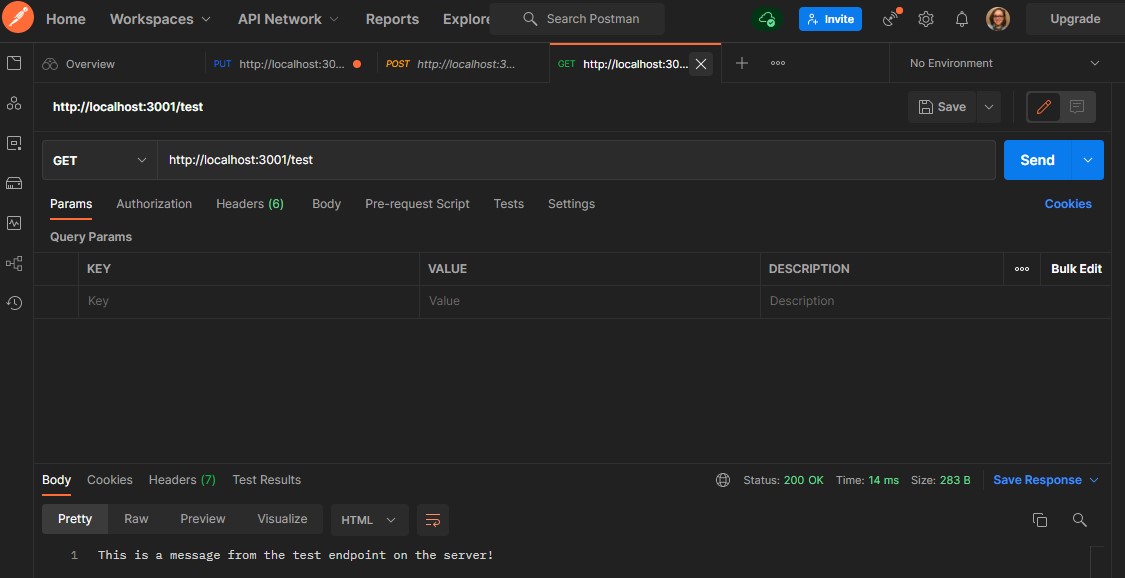 Home Workspaces API Network Reports Explore Search Postman Invite Upgrade
Overview PUT http://localhost:30... POST http://localhost:3... GET http://localhost:30... No Environment
http://localhost:3001/test Save
GET http://localhost:3001/test Send
Params Authorization Headers (6) Body Pre-request Script Tests Settings Cookies
Query Params
KEY VALUE DESCRIPTION Bulk Edit
Key Value Description
Body Cookies Headers (7) Test Results Status: 200 OK Time: 14 ms Size: 283 B Save Response
Pretty Raw Preview Visualize HTML
1 This is a message from the test endpoint on the server!